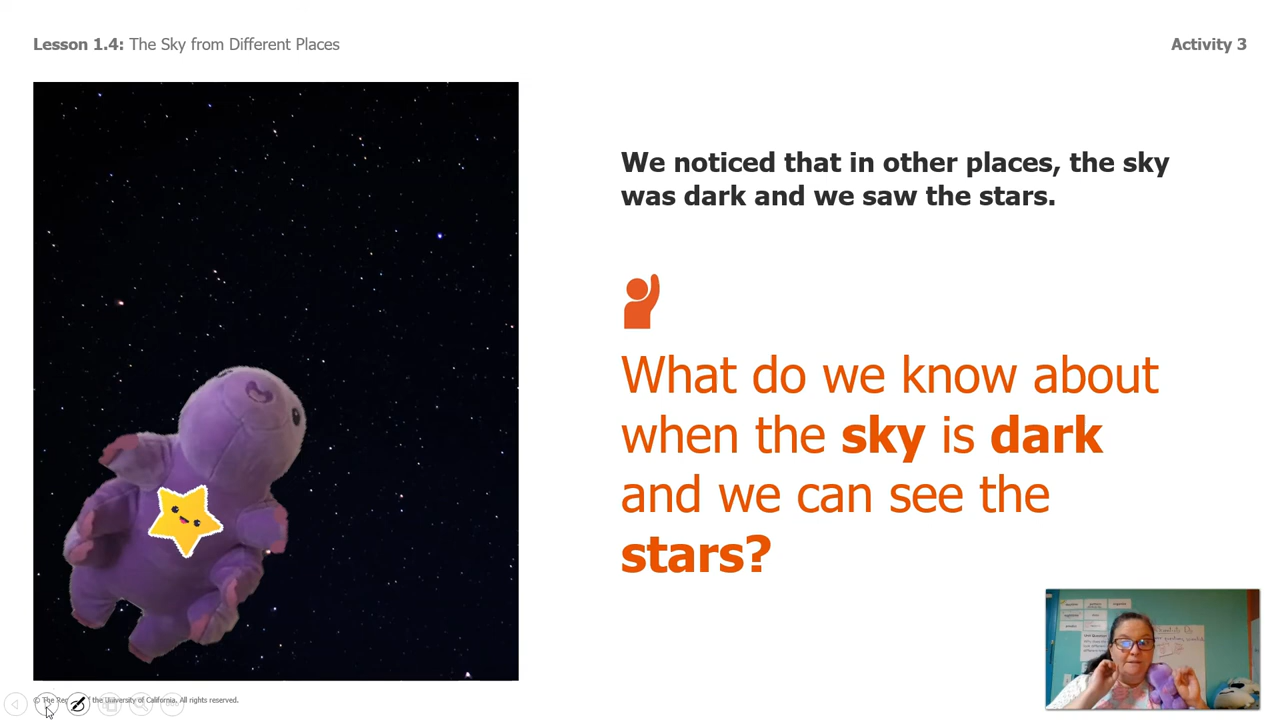 Lesson 1.4: The Sky from Different Places
Activity 3
We noticed that in other places, the sky
was dark and we saw the stars.
What do we know about
when the sky is dark
and we can see the
stars?
© The of the University of California. All rights reserved.